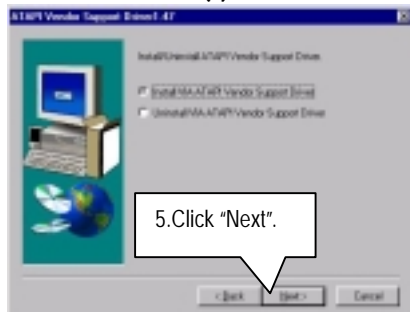 ATAPI Vendor Support Driver1.47
Install/Uninstall ATAPI Vendor Support Driver.
Install VIA ATAPI Vendor Support Driver
Uninstall VIA ATAPI Vendor Support Driver
5.Click “Next”.
< Back
Next >
Cancel